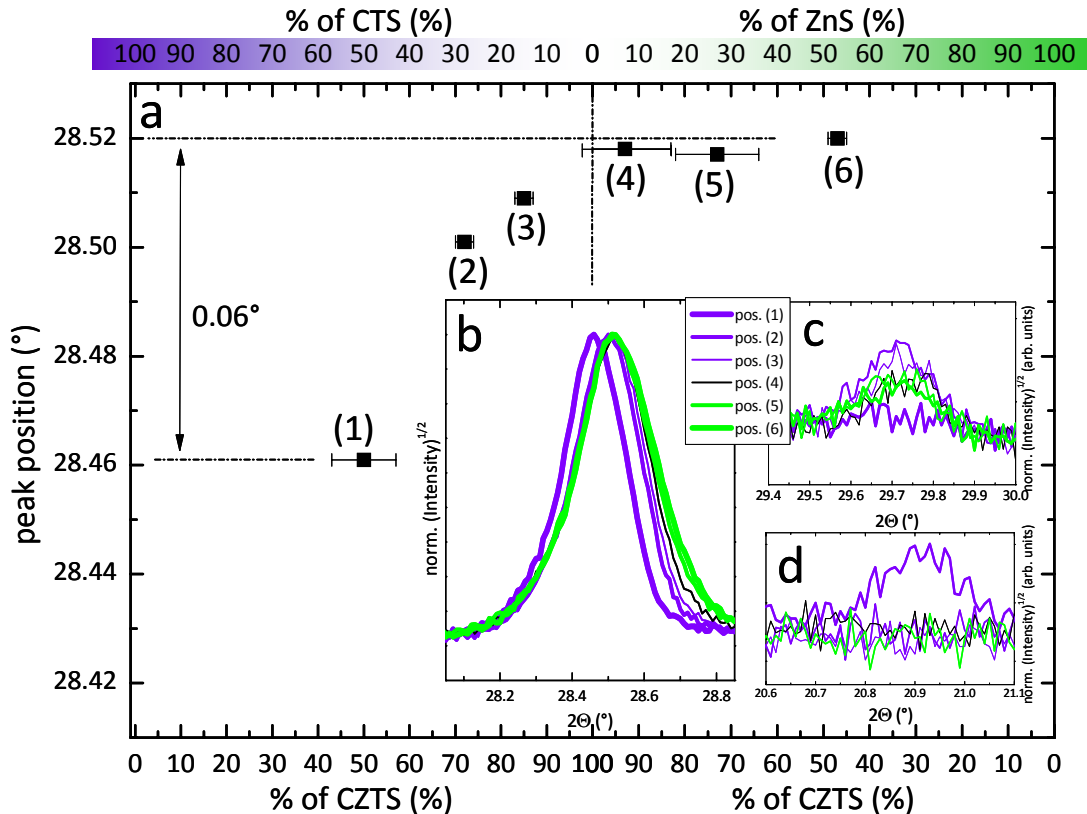 % of CTS (%) % of ZnS (%)
100 90 80 70 60 50 40 30 20 10 0 10 20 30 40 50 60 70 80 90 100
a
28.52
28.50
28.48
28.46
28.44
28.42
peak position (°)
0.06°
(1)
(2)
(3)
(4)
(5)
(6)
b
norm. (Intensity)1/2
28.2 28.4 28.6 28.8
2Θ (°)
pos. (1)
pos. (2)
pos. (3)
pos. (4)
pos. (5)
pos. (6)
c
norm. (Intensity)1/2 (arb. units)
29.4 29.5 29.6 29.7 29.8 29.9 30.0
2Θ (°)
d
norm. (Intensity)1/2 (arb. units)
20.6 20.7 20.8 20.9 21.0 21.1
2Θ (°)
0 10 20 30 40 50 60 70 80 90 100 100 90 80 70 60 50 40 30 20 10 0
% of CZTS (%) % of CZTS (%)